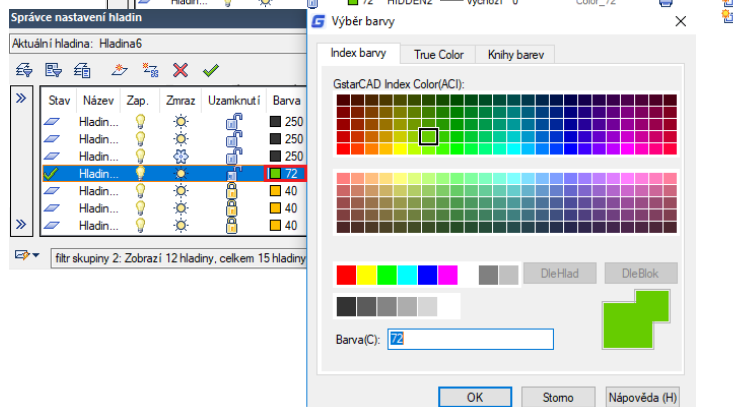 Hladin...
72 HIDDEN2 Výchozí 0 Color_72
Správce nastavení hladin
Aktuální hladina: Hladina6
Stav Název Zap. Zmraz Uzamknutí Barva
Hladin... 250
Hladin... 250
Hladin... 250
Hladin... 72
Hladin... 40
Hladin... 40
Hladin... 40
filtr skupiny 2: Zobrazí 12 hladiny, celkem 15 hladiny
Výběr barvy
Index barvy True Color Knihy barev
GstarCAD Index Color(ACI):
DleHlad DleBlok
Barva(C): 72
OK Storno Nápověda (H)